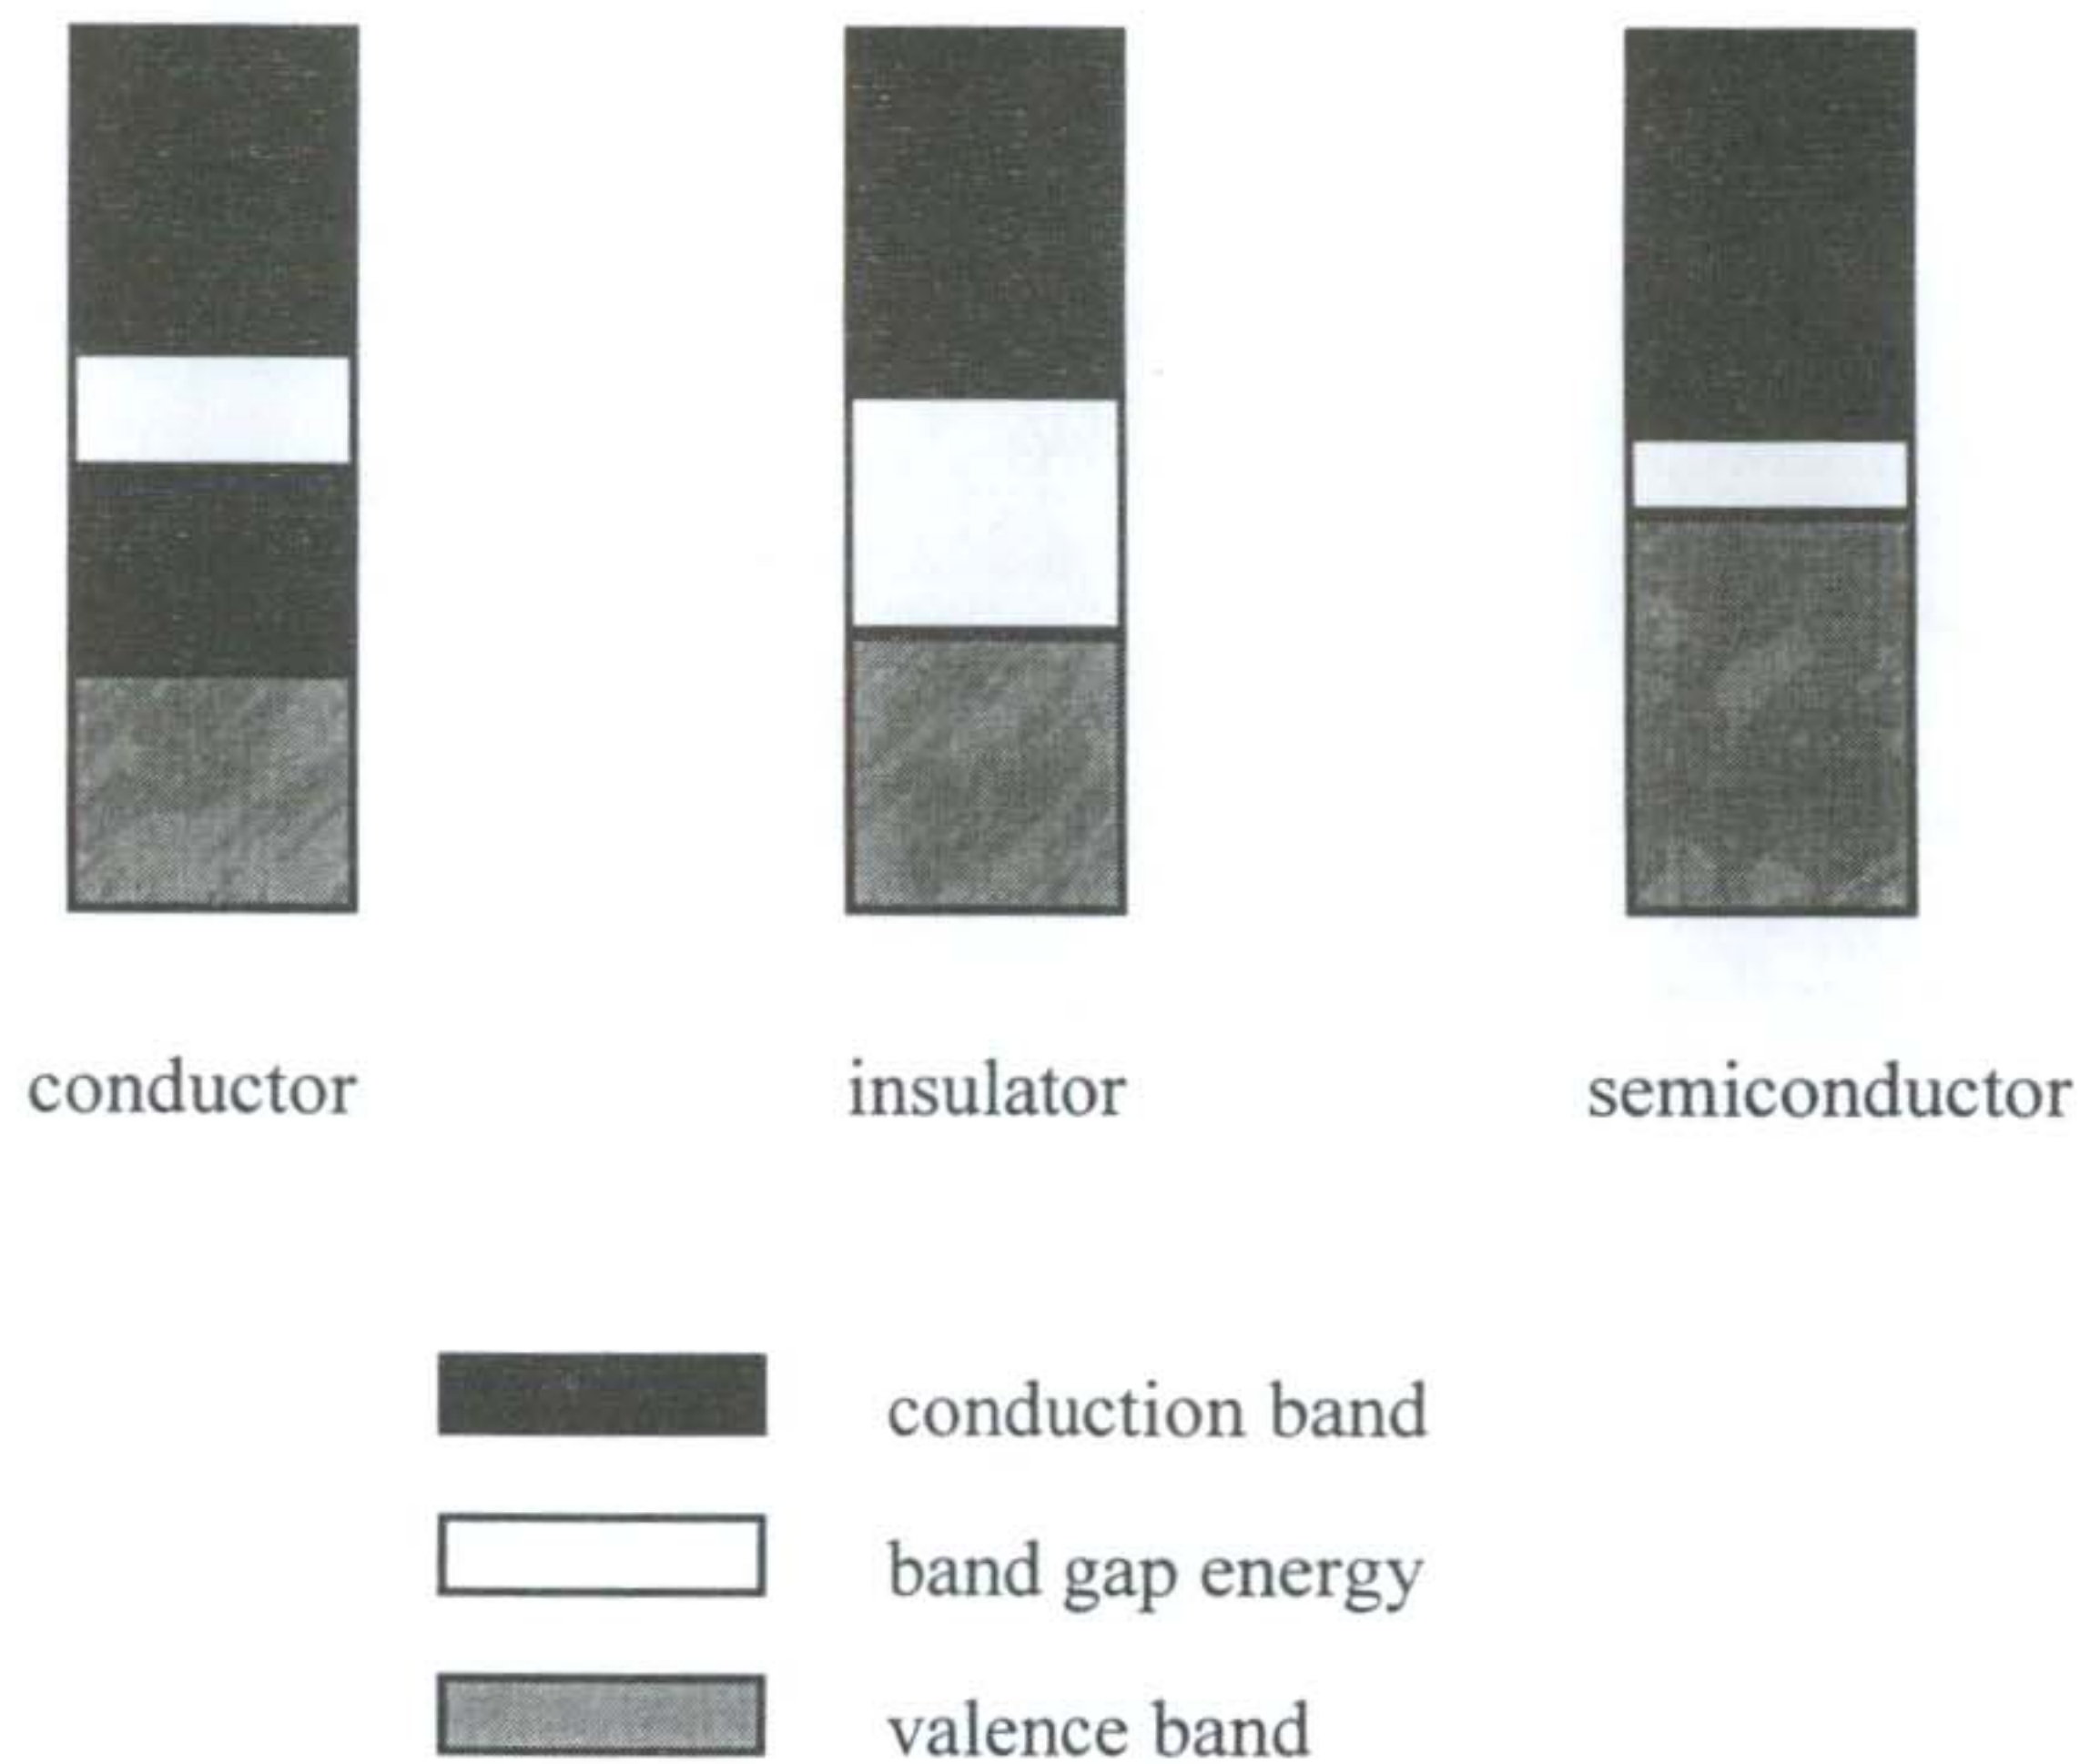 conductor
insulator
semiconductor
conduction band
band gap energy
valence band